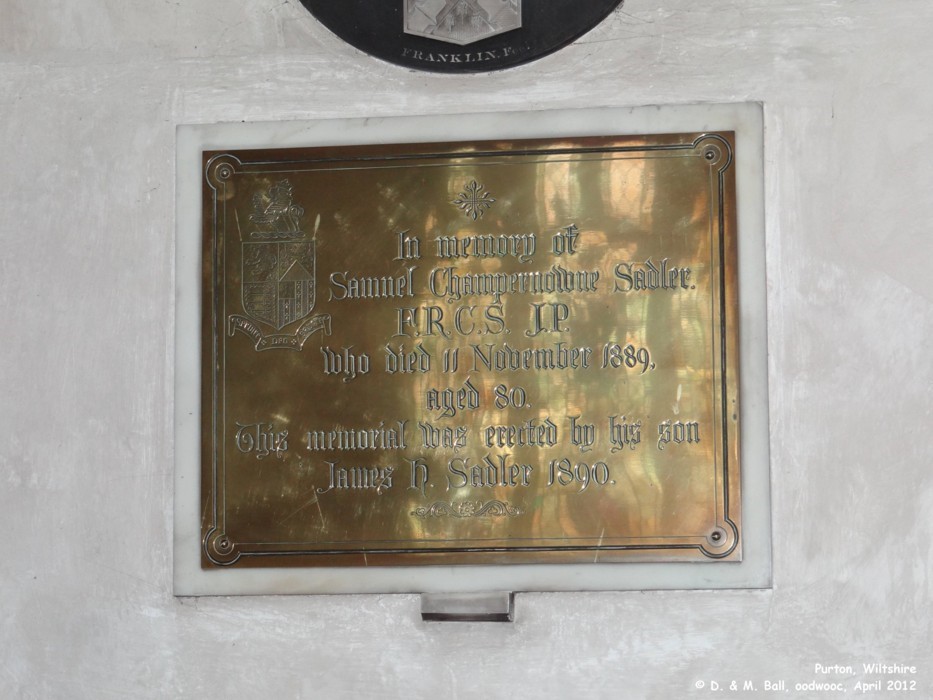 FRANKLIN.
In memory of
Samuel Champernowne Sadler.
F.R.C.S. J.P.
who died 11 November 1889.
aged 80.
This memorial was erected by his son
James H. Sadler 1890.
Purton, Wiltshire
© D. & M. Ball, oodwooc, April 2012